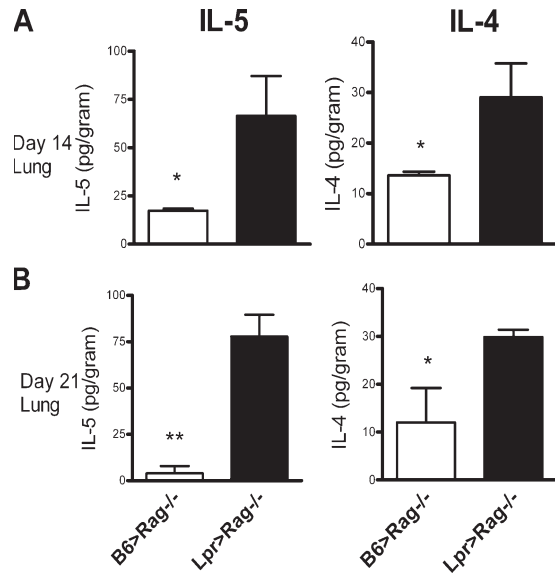 A
IL-5
IL-4
Day 14
Lung
IL-5 (pg/gram)
100
75
50
25
0
*
IL-4 (pg/gram)
40
30
20
10
0
*
B
Day 21
Lung
IL-5 (pg/gram)
100
75
50
25
0
**
B6>Rag-/-
Lpr>Rag-/-
IL-4 (pg/gram)
40
30
20
10
0
*
B6>Rag-/-
Lpr>Rag-/-